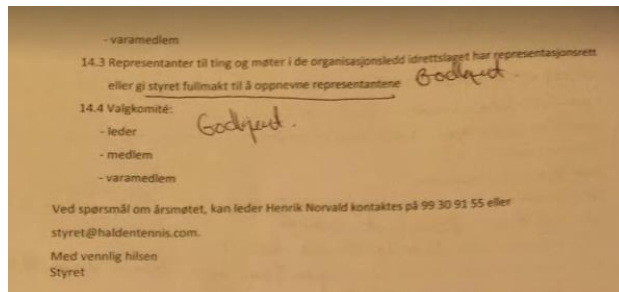 - varamedlem
14.3 Representanter til ting og møter i de organisasjonsledd idrettslaget har representasjonsrett
eller gi styret fullmakt til å oppnevne representantene Godkjent.
14.4 Valgkomité: Godkjent.
- leder
- medlem
- varamedlem
Ved spørsmål om årsmøtet, kan leder Henrik Norvald kontaktes på 99 30 91 55 eller
styret@haldentennis.com.
Med vennlig hilsen
Styret